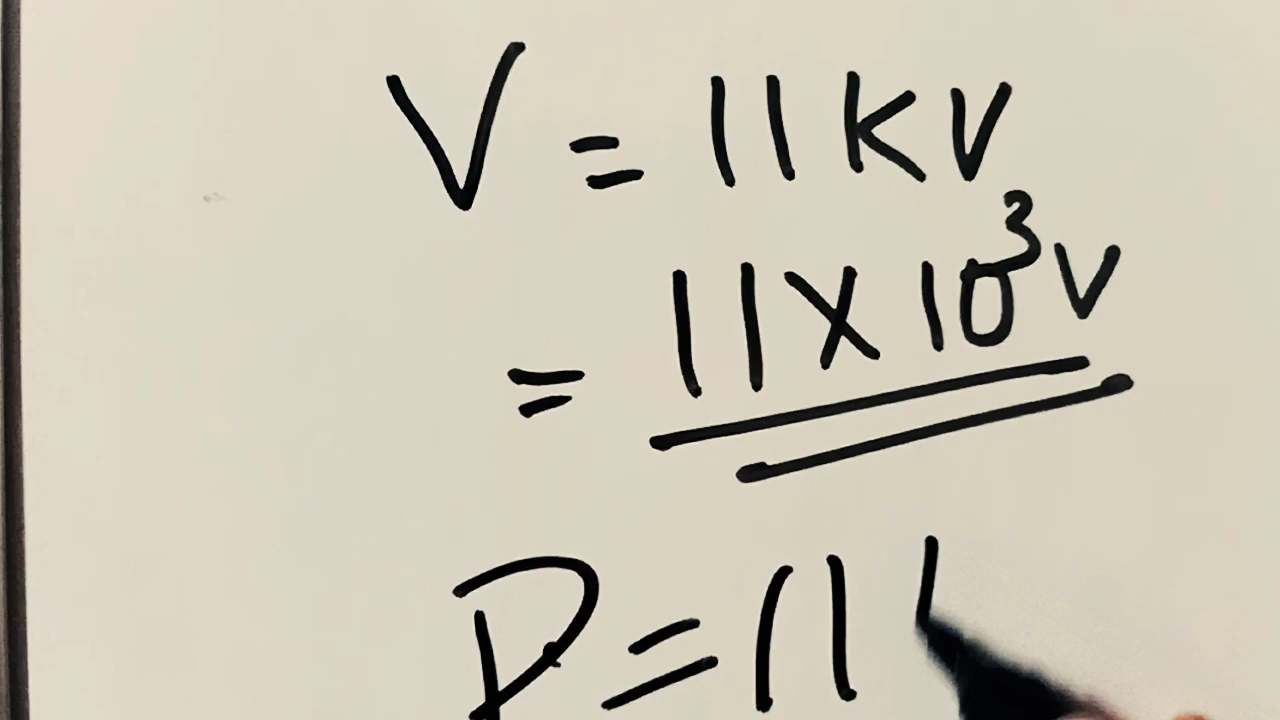 V = 11 KV
= 11 X 10³ V
P = 11